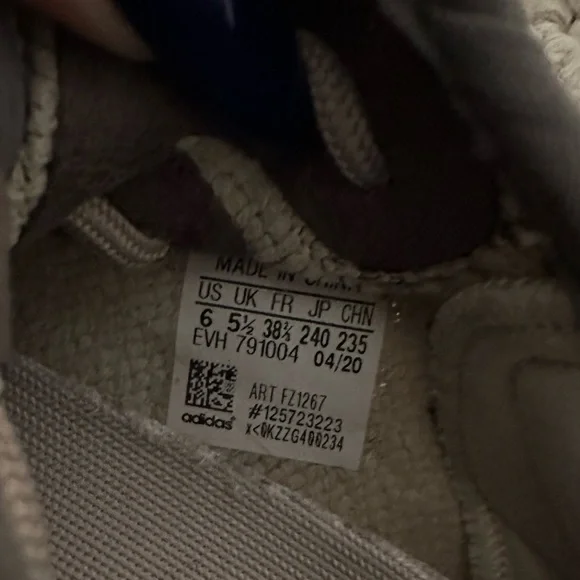 MADE IN CHINA
US UK FR JP CHN
6 5½ 38⅔ 240 235
EVH 791004 04/20
ART FZ1267
#125723223
adidas